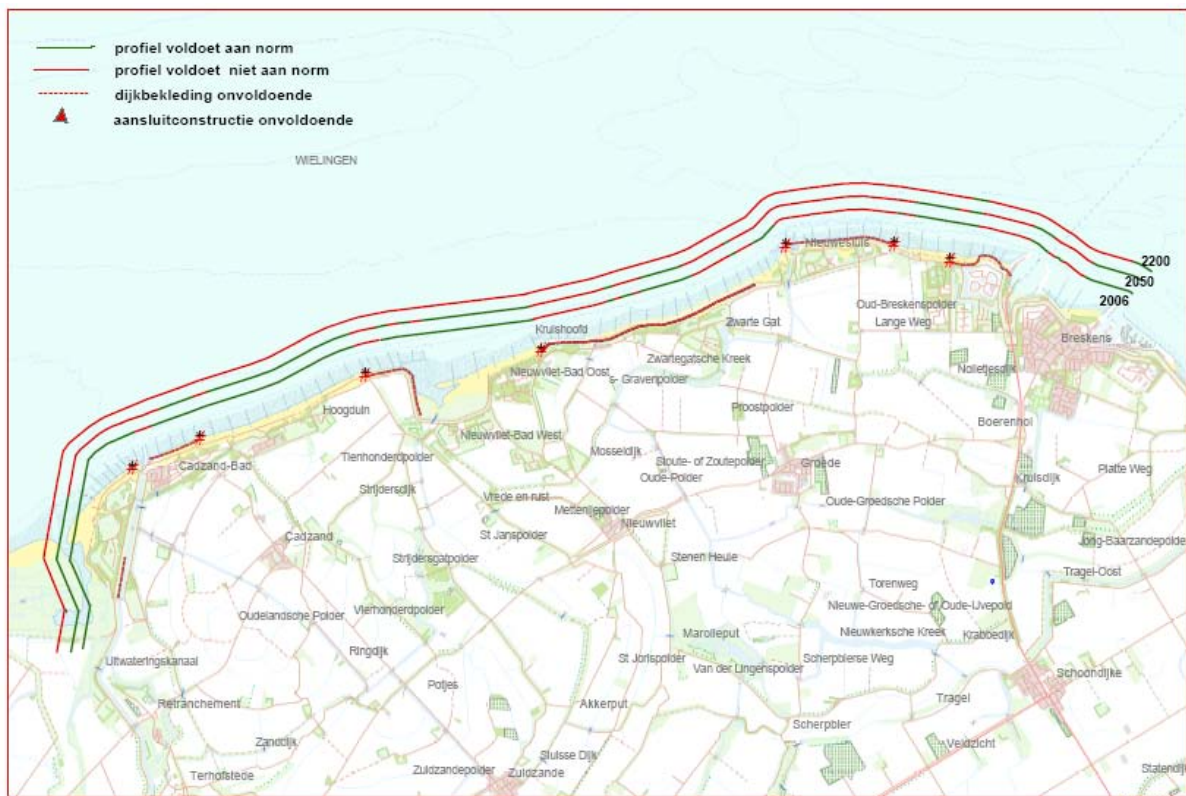 profiel voldoet aan norm
profiel voldoet niet aan norm
dijkbekleding onvoldoende
aansluitconstructie onvoldoende
WIELINGEN
2200
2050
2006
Nieuwesluis
Oud-Breskenspolder
Lange Weg
Zwarte Gat
Breskens
Kruishoofd
Zwartegatsche Kreek
Nolletjesdijk
Nieuwvliet-Bad Oost
s- Gravenpolder
Hoogduin
Proostpolder
Boerenhol
Nieuwvliet-Bad West
Tienhonderdpolder
Mosseldijk
Cadzand-Bad
Sloute- of Zoutepolder
Groede
Platte Weg
Oude-Polder
Kruisdijk
Strijdersdijk
Vrede en rust
Oude-Groedsche Polder
Mettenijepolder
Nieuwvliet
St Janspolder
Cadzand
Jong-Baarzandepolder
Strijdersgatpolder
Stenen Heule
Tragel-Oost
Torenweg
Vierhonderdpolder
Nieuwe-Groedsche- of Oude-IJvepold
Oudelandsche Polder
Marolleput
Nieuwkerksche Kreek
Krabbedijk
Ringdijk
St Jorispolder
Scherpbierse Weg
Uitwateringskanaal
Van der Lingenspolder
Schoondijke
Potjes
Retranchement
Akkerput
Tragel
Scherpbier
Zanddijk
Veldzicht
Sluisse Dijk
Terhofstede
Zuidzandepolder
Zuidzande
Statendijk